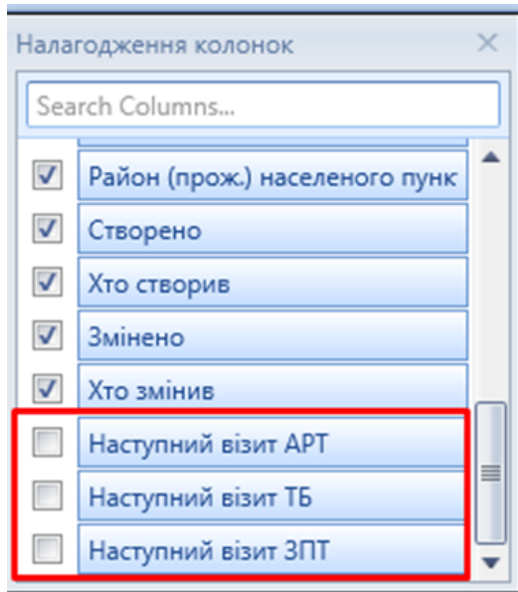 Налагодження колонок
Search Columns...
Район (прож.) населеного пунк
Створено
Хто створив
Змінено
Хто змінив
Наступний візит АРТ
Наступний візит ТБ
Наступний візит ЗПТ